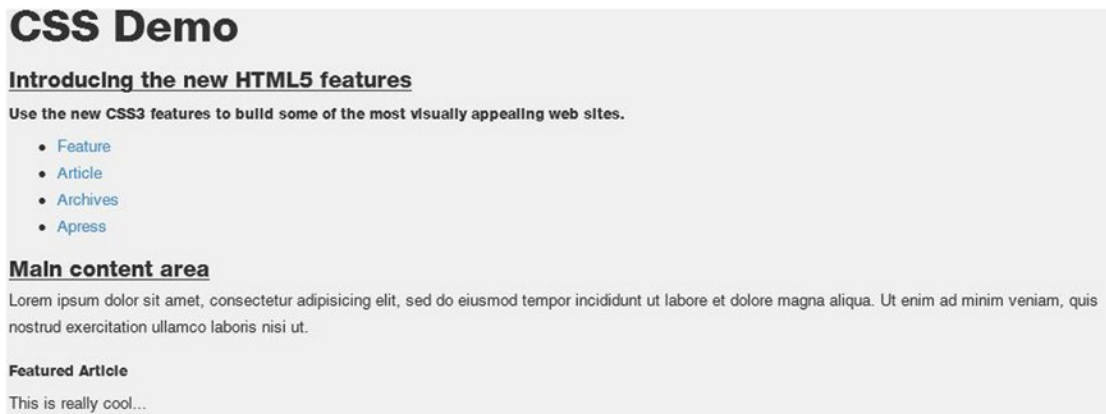 CSS Demo
Introducing the new HTML5 features
Use the new CSS3 features to build some of the most visually appealing web sites.
Feature
Article
Archives
Apress
Main content area
Lorem ipsum dolor sit amet, consectetur adipisicing elit, sed do eiusmod tempor incididunt ut labore et dolore magna aliqua. Ut enim ad minim veniam, quis
nostrud exercitation ullamco laboris nisi ut.
Featured Article
This is really cool...